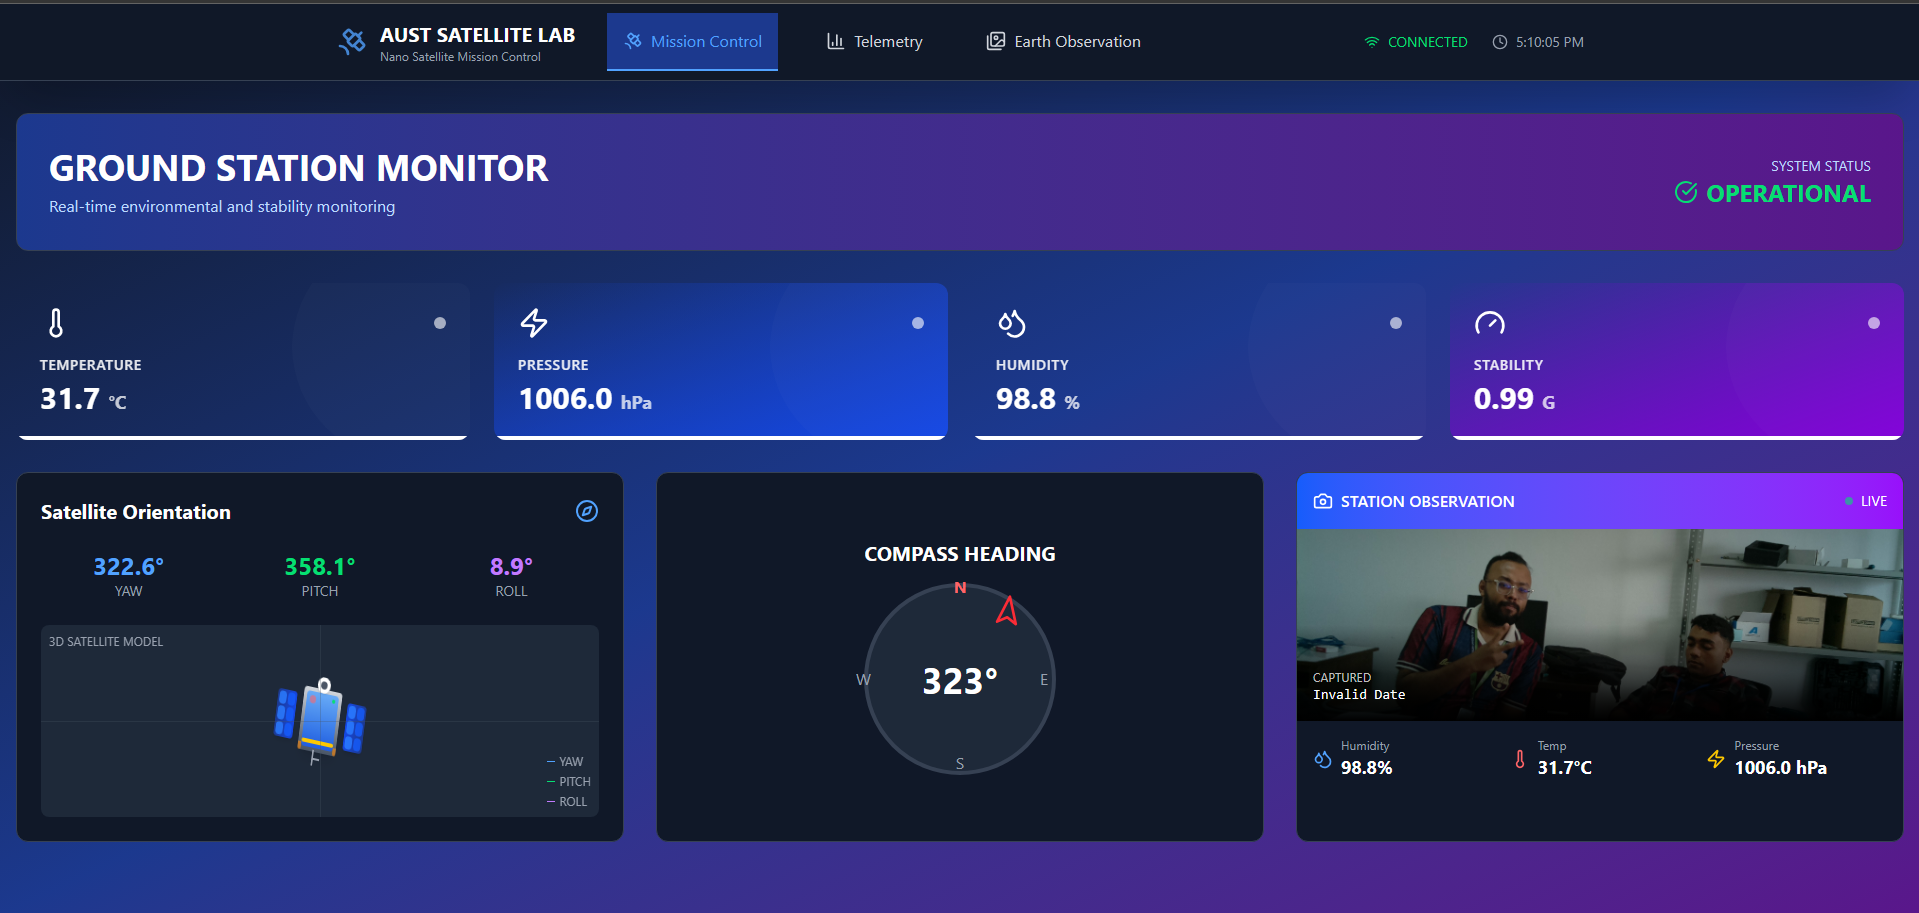 AUST SATELLITE LAB
Nano Satellite Mission Control
Mission Control
Telemetry
Earth Observation
CONNECTED
5:10:05 PM
GROUND STATION MONITOR
Real-time environmental and stability monitoring
SYSTEM STATUS
OPERATIONAL
TEMPERATURE
31.7 °C
PRESSURE
1006.0 hPa
HUMIDITY
98.8 %
STABILITY
0.99 G
Satellite Orientation
322.6°
YAW
358.1°
PITCH
8.9°
ROLL
3D SATELLITE MODEL
— YAW
— PITCH
— ROLL
COMPASS HEADING
N
W
323°
E
S
STATION OBSERVATION
LIVE
CAPTURED
Invalid Date
Humidity
98.8%
Temp
31.7°C
Pressure
1006.0 hPa